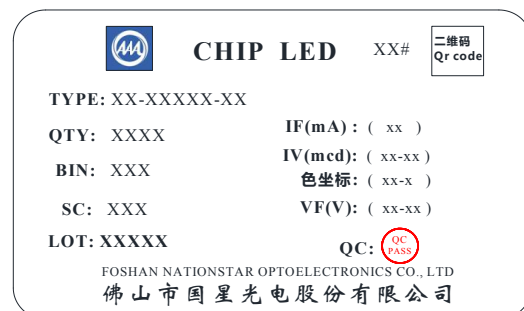 CHIP LED XX# 二维码
Qr code
TYPE: XX-XXXXX-XX
QTY: XXXX
BIN: XXX
SC: XXX
LOT: XXXXX
IF(mA) : ( xx )
IV(mcd): ( xx-xx )
色坐标: ( xx-x )
VF(V): ( xx-xx )
QC: QC
PASS
FOSHAN NATIONSTAR OPTOELECTRONICS CO., LTD
佛山市国星光电股份有限公司